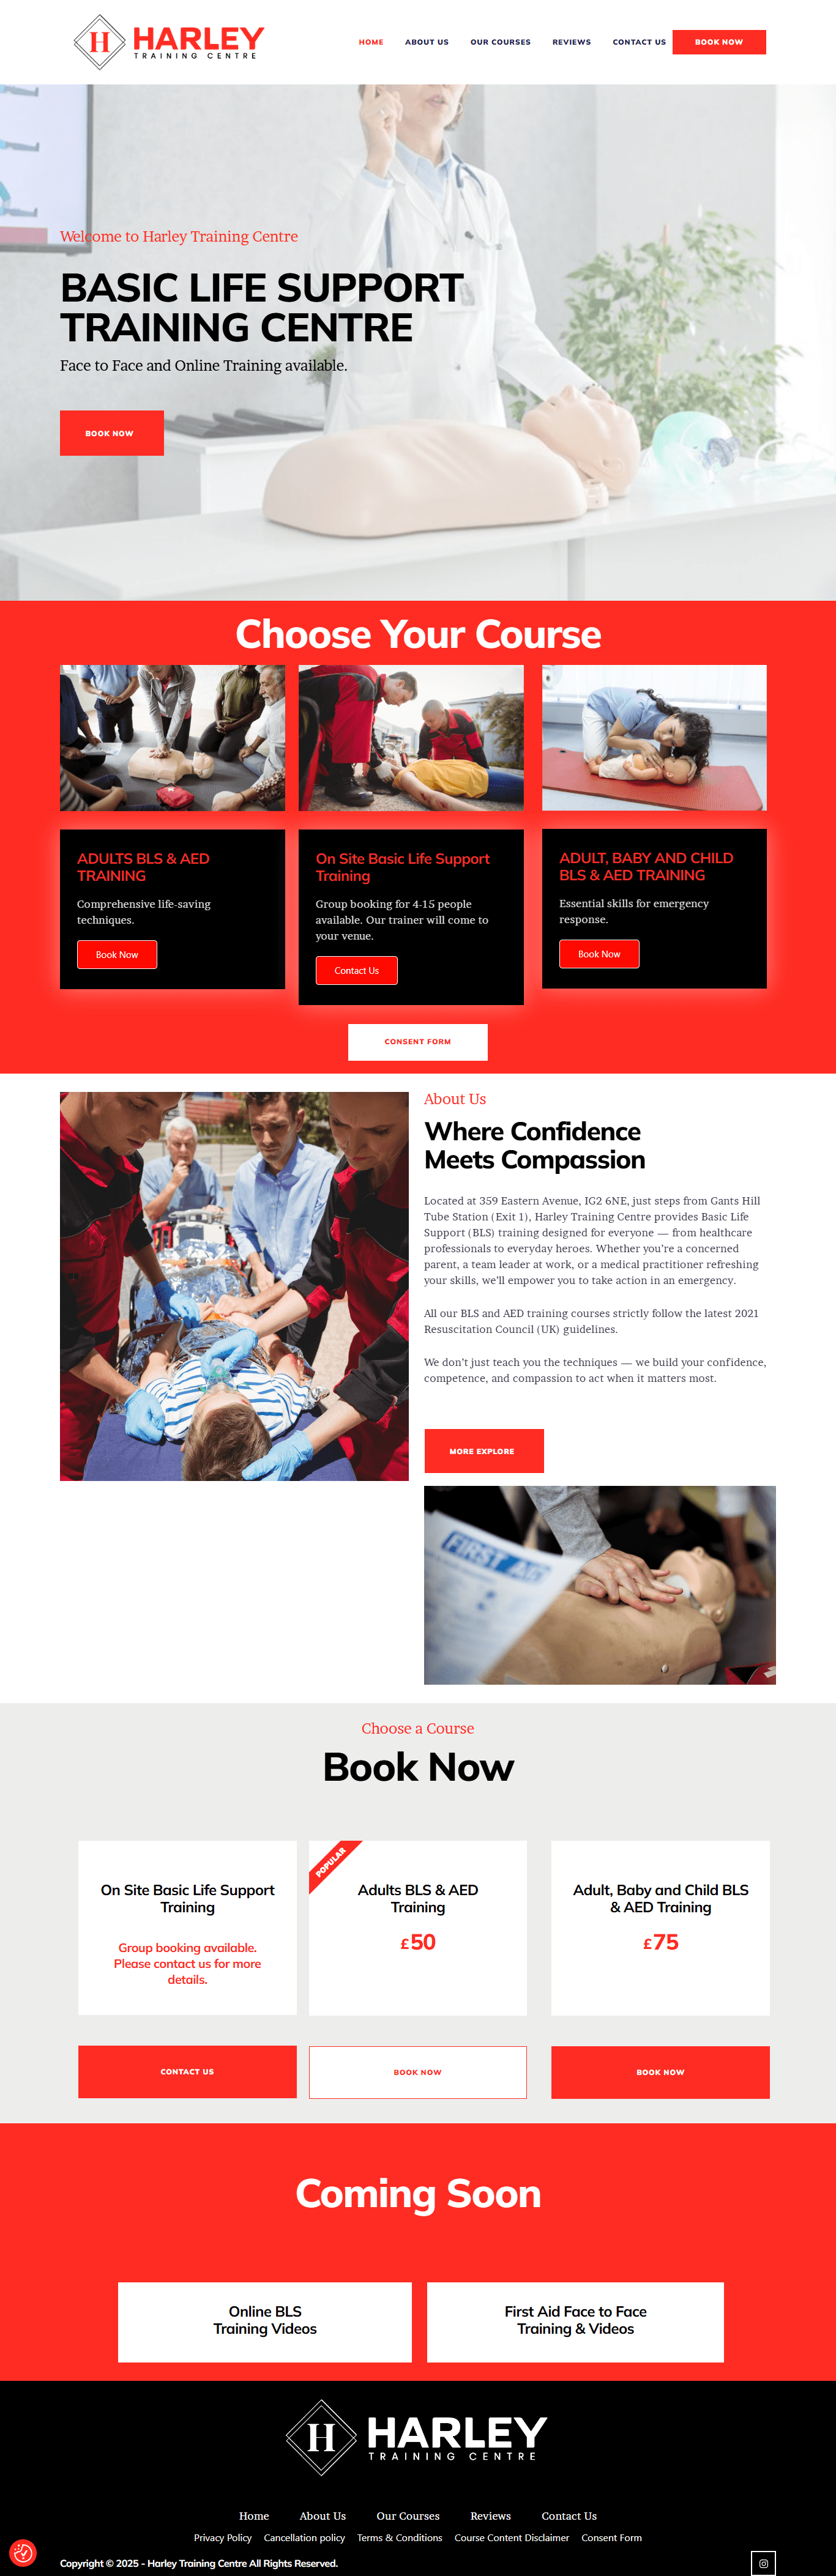 H HARLEY
TRAINING CENTRE
HOME ABOUT US OUR COURSES REVIEWS CONTACT US BOOK NOW
Welcome to Harley Training Centre
BASIC LIFE SUPPORT
TRAINING CENTRE
Face to Face and Online Training available.
BOOK NOW
Choose Your Course
ADULTS BLS & AED
TRAINING
Comprehensive life-saving
techniques.
Book Now
On Site Basic Life Support
Training
Group booking for 4-15 people
available. Our trainer will come to
your venue.
Contact Us
ADULT, BABY AND CHILD
BLS & AED TRAINING
Essential skills for emergency
response.
Book Now
CONSENT FORM
About Us
Where Confidence
Meets Compassion
Located at 359 Eastern Avenue, IG2 6NE, just steps from Gants Hill
Tube Station (Exit 1), Harley Training Centre provides Basic Life
Support (BLS) training designed for everyone — from healthcare
professionals to everyday heroes. Whether you're a concerned
parent, a team leader at work, or a medical practitioner refreshing
your skills, we'll empower you to take action in an emergency.
All our BLS and AED training courses strictly follow the latest 2021
Resuscitation Council (UK) guidelines.
We don't just teach you the techniques — we build your confidence,
competence, and compassion to act when it matters most.
MORE EXPLORE
FIRST AID
Choose a Course
Book Now
On Site Basic Life Support
Training
Group booking available.
Please contact us for more
details.
CONTACT US
POPULAR
Adults BLS & AED
Training
£50
BOOK NOW
Adult, Baby and Child BLS
& AED Training
£75
BOOK NOW
Coming Soon
Online BLS
Training Videos
First Aid Face to Face
Training & Videos
H HARLEY
TRAINING CENTRE
Home About Us Our Courses Reviews Contact Us
Privacy Policy Cancellation policy Terms & Conditions Course Content Disclaimer Consent Form
Copyright © 2025 - Harley Training Centre All Rights Reserved.